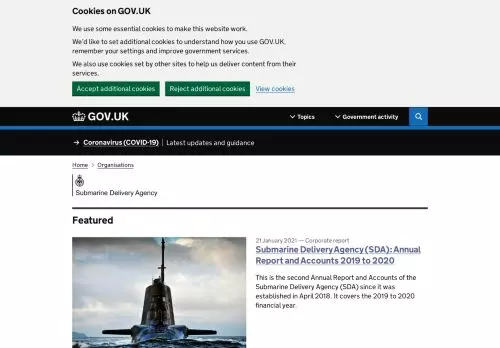 Cookies on GOV.UK
We use some essential cookies to make this website work.
We'd like to set additional cookies to understand how you use GOV.UK,
remember your settings and improve government services.
We also use cookies set by other sites to help us deliver content from their
services.
Accept additional cookies
Reject additional cookies
View cookies
GOV.UK
Topics
Government activity
→ Coronavirus (COVID-19) | Latest updates and guidance
Home > Organisations
Submarine Delivery Agency
Featured
21 January 2021 — Corporate report
Submarine Delivery Agency (SDA): Annual
Report and Accounts 2019 to 2020
This is the second Annual Report and Accounts of the
Submarine Delivery Agency (SDA) since it was
established in April 2018. It covers the 2019 to 2020
financial year.